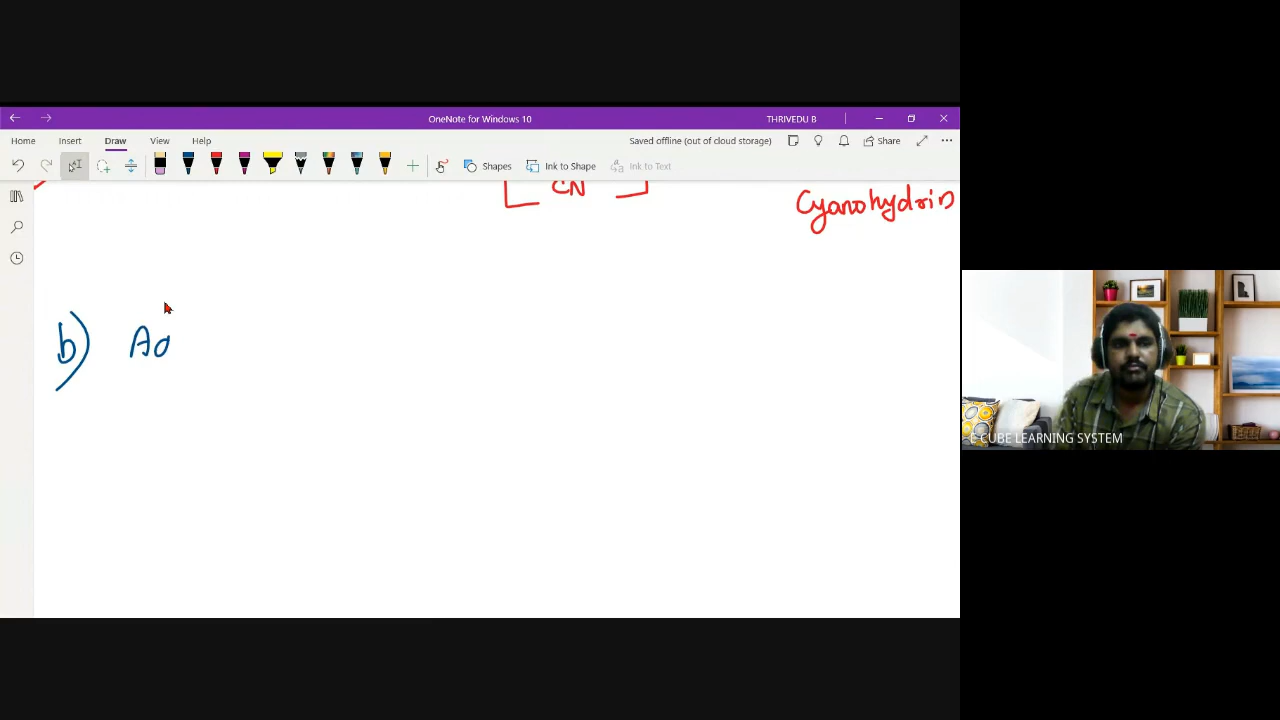 OneNote for Windows 10
THRIVEDU B
Home
Insert
Draw
View
Help
Saved offline (out of cloud storage)
Share
Shapes
Ink to Shape
Ink to Text
CN
Cyanohydrin
b) Ad
C CUBE LEARNING SYSTEM